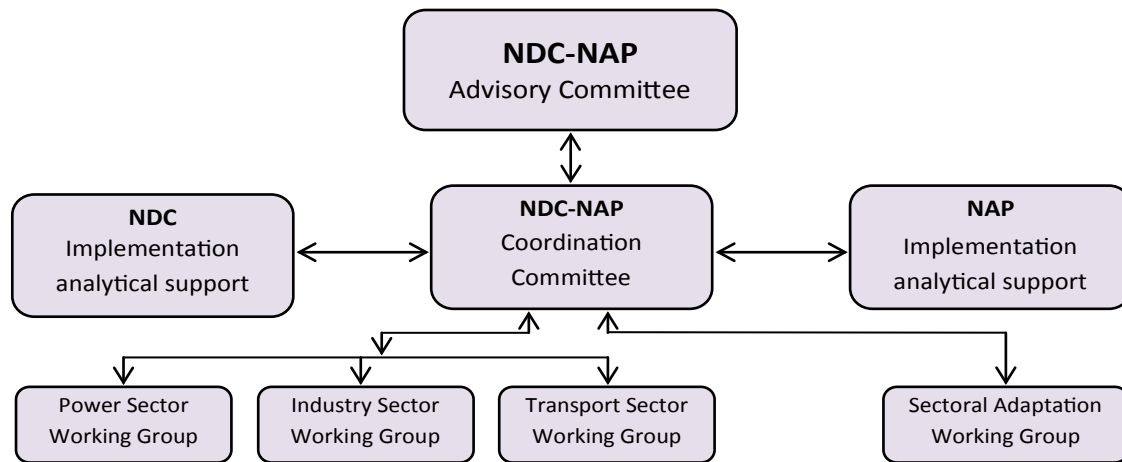 NDC-NAP
Advisory Committee
NDC
Implementation
analytical support
NDC-NAP
Coordination
Committee
NAP
Implementation
analytical support
Power Sector
Working Group
Industry Sector
Working Group
Transport Sector
Working Group
Sectoral Adaptation
Working Group